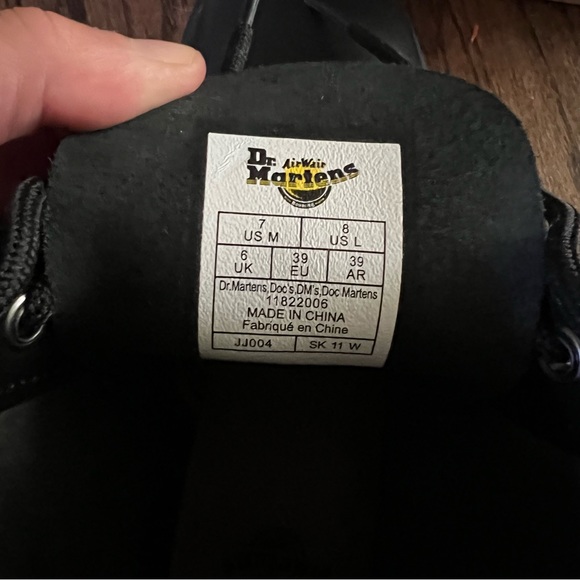 Dr. AirWair
Martens
7 8
US M US L
6 39 39
UK EU AR
Dr.Martens,Doc's,DM's,Doc Martens
11822006
MADE IN CHINA
Fabriqué en Chine
JJ004 SK 11 W